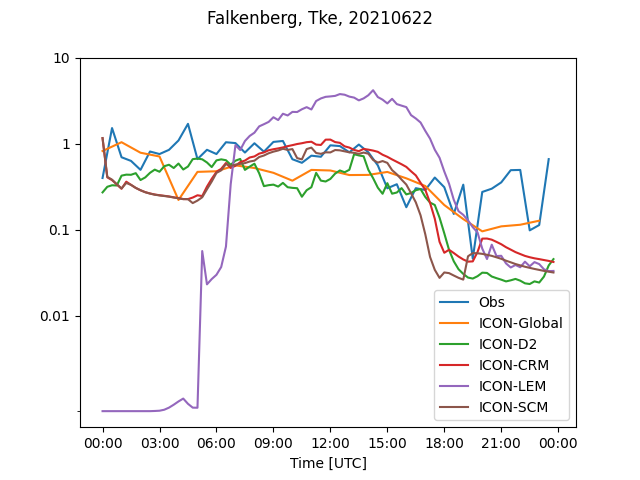 Falkenberg, Tke, 20210622
10
1
0.1
0.01
Obs
ICON-Global
ICON-D2
ICON-CRM
ICON-LEM
ICON-SCM
00:00 03:00 06:00 09:00 12:00 15:00 18:00 21:00 00:00
Time [UTC]